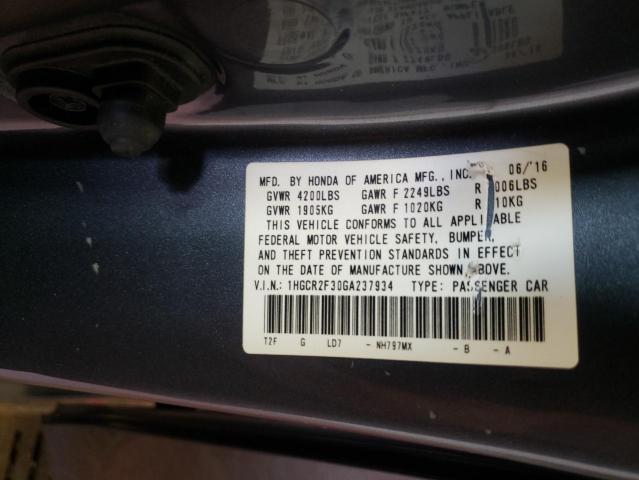 MFD. BY HONDA OF AMERICA MFG., INC. 06/'16
GVWR 4200LBS GAWR F 2249LBS R 006LBS
GVWR 1905KG GAWR F 1020KG R 10KG
THIS VEHICLE CONFORMS TO ALL APPLICABLE
FEDERAL MOTOR VEHICLE SAFETY, BUMPER,
AND THEFT PREVENTION STANDARDS IN EFFECT
ON THE DATE OF MANUFACTURE SHOWN ABOVE.
V.I.N.: 1HGCR2F30GA237934 TYPE: PASSENGER CAR
T2F G LD7 - NH797MX - B - A